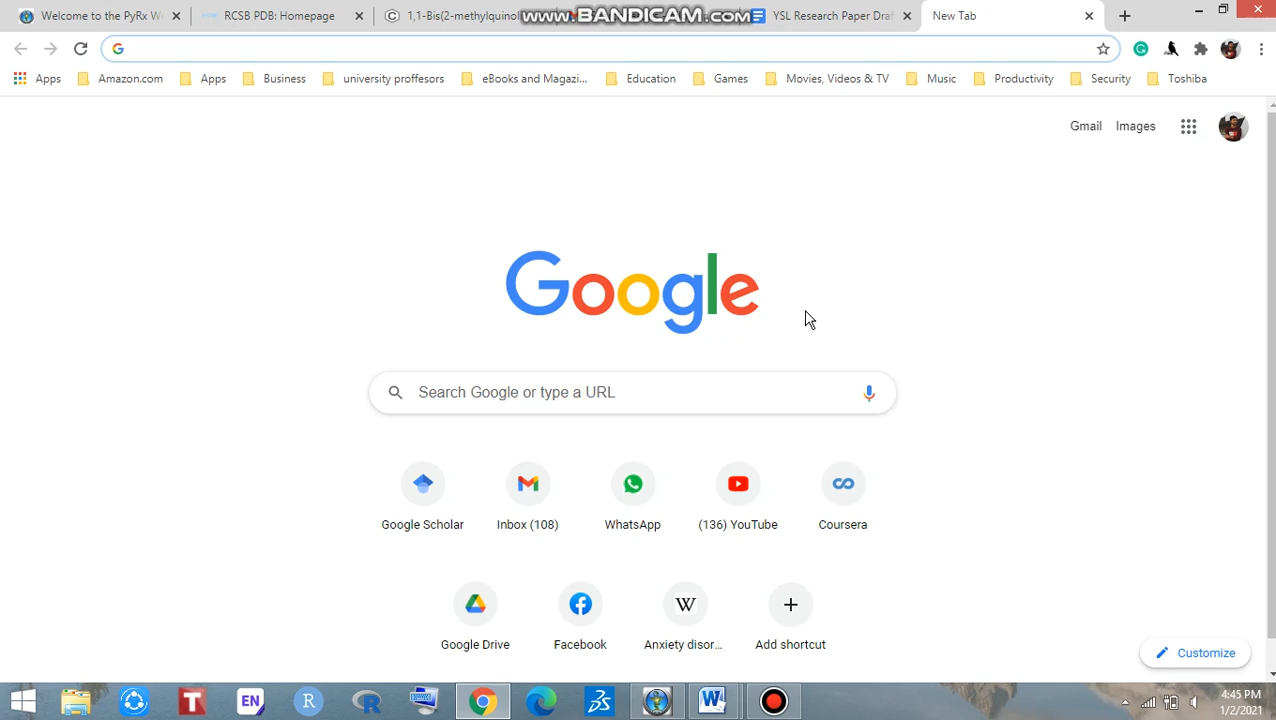 Welcome to the PyRx W
RCSB PDB: Homepage
1,1-Bis(2-methylquinol
www.BANDICAM.com
YSL Research Paper Draf
New Tab
Apps
Amazon.com
Apps
Business
university proffesors
eBooks and Magazi...
Education
Games
Movies, Videos & TV
Music
Productivity
Security
Toshiba
Gmail
Images
Google
Search Google or type a URL
Google Scholar
Inbox (108)
WhatsApp
(136) YouTube
Coursera
W
Google Drive
Facebook
Anxiety disor...
Add shortcut
Customize
T
EN
R
R
W
4:45 PM
1/2/2021